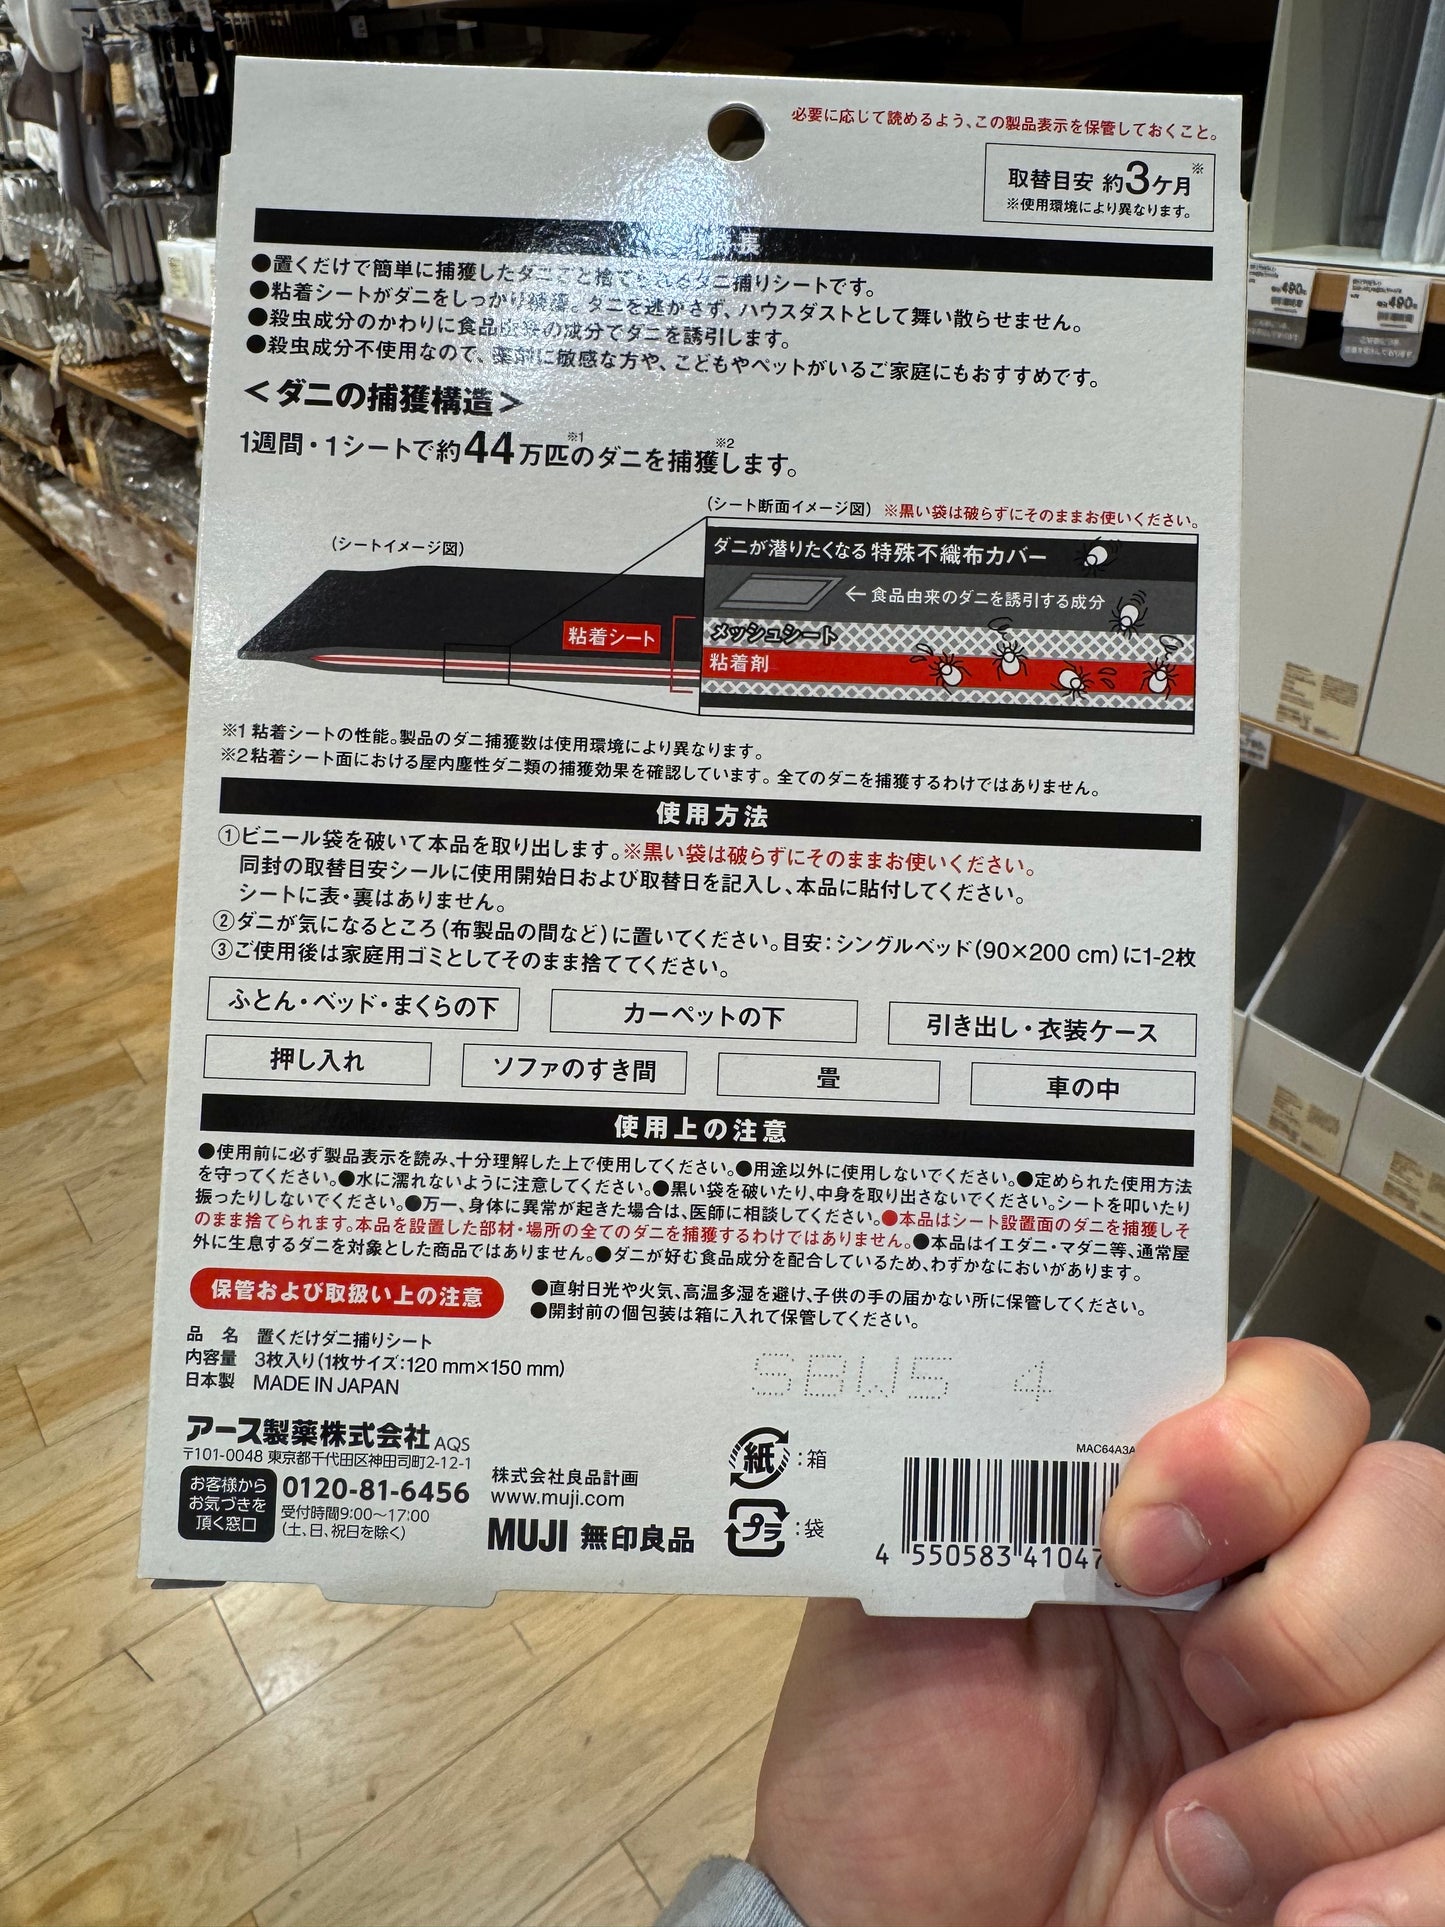 必要に応じて読めるよう、この製品表示を保管しておくこと。
取替目安 約3ケ月※
※使用環境により異なります。
特長
●置くだけで簡単に捕獲したダニごと捨てられるダニ捕りシートです。
●粘着シートがダニをしっかり捕獲。ダニを逃がさず、ハウスダストとして舞い散らせません。
●殺虫成分のかわりに食品由来の成分でダニを誘引します。
●殺虫成分不使用なので、薬剤に敏感な方や、こどもやペットがいるご家庭にもおすすめです。
＜ダニの捕獲構造＞
1週間・1シートで約44万匹※1のダニを捕獲※2します。
(シート断面イメージ図) ※黒い袋は破らずにそのままお使いください。
(シートイメージ図)
ダニが潜りたくなる特殊不織布カバー
←食品由来のダニを誘引する成分
メッシュシート
粘着シート
粘着剤
※1 粘着シートの性能。製品のダニ捕獲数は使用環境により異なります。
※2 粘着シート面における屋内塵性ダニ類の捕獲効果を確認しています。全てのダニを捕獲するわけではありません。
使用方法
①ビニール袋を破いて本品を取り出します。※黒い袋は破らずにそのままお使いください。
同封の取替目安シールに使用開始日および取替日を記入し、本品に貼付してください。
シートに表・裏はありません。
②ダニが気になるところ(布製品の間など)に置いてください。目安:シングルベッド(90×200 cm)に1-2枚
③ご使用後は家庭用ゴミとしてそのまま捨ててください。
ふとん・ベッド・まくらの下
カーペットの下
引き出し・衣装ケース
押し入れ
ソファのすき間
畳
車の中
使用上の注意
●使用前に必ず製品表示を読み、十分理解した上で使用してください。●用途以外に使用しないでください。●定められた使用方法
を守ってください。●水に濡れないように注意してください。●黒い袋を破いたり、中身を取り出さないでください。シートを叩いたり
振ったりしないでください。●万一、身体に異常が起きた場合は、医師に相談してください。●本品はシート設置面のダニを捕獲しそ
のまま捨てられます。本品を設置した部材・場所の全てのダニを捕獲するわけではありません。●本品はイエダニ・マダニ等、通常屋
外に生息するダニを対象とした商品ではありません。●ダニが好む食品成分を配合しているため、わずかなにおいがあります。
保管および取扱い上の注意
●直射日光や火気、高温多湿を避け、子供の手の届かない所に保管してください。
●開封前の個包装は箱に入れて保管してください。
品 名 置くだけダニ捕りシート
内容量 3枚入り(1枚サイズ:120 mm×150 mm)
日本製 MADE IN JAPAN
SBW5 4
アース製薬株式会社 AQS
〒101-0048 東京都千代田区神田司町2-12-1
お客様から
お気づきを
頂く窓口
0120-81-6456
受付時間9:00～17:00
(土、日、祝日を除く)
株式会社良品計画
www.muji.com
MUJI 無印良品
紙:箱
プラ:袋
MAC64A3A
4 550583 41047
490
490